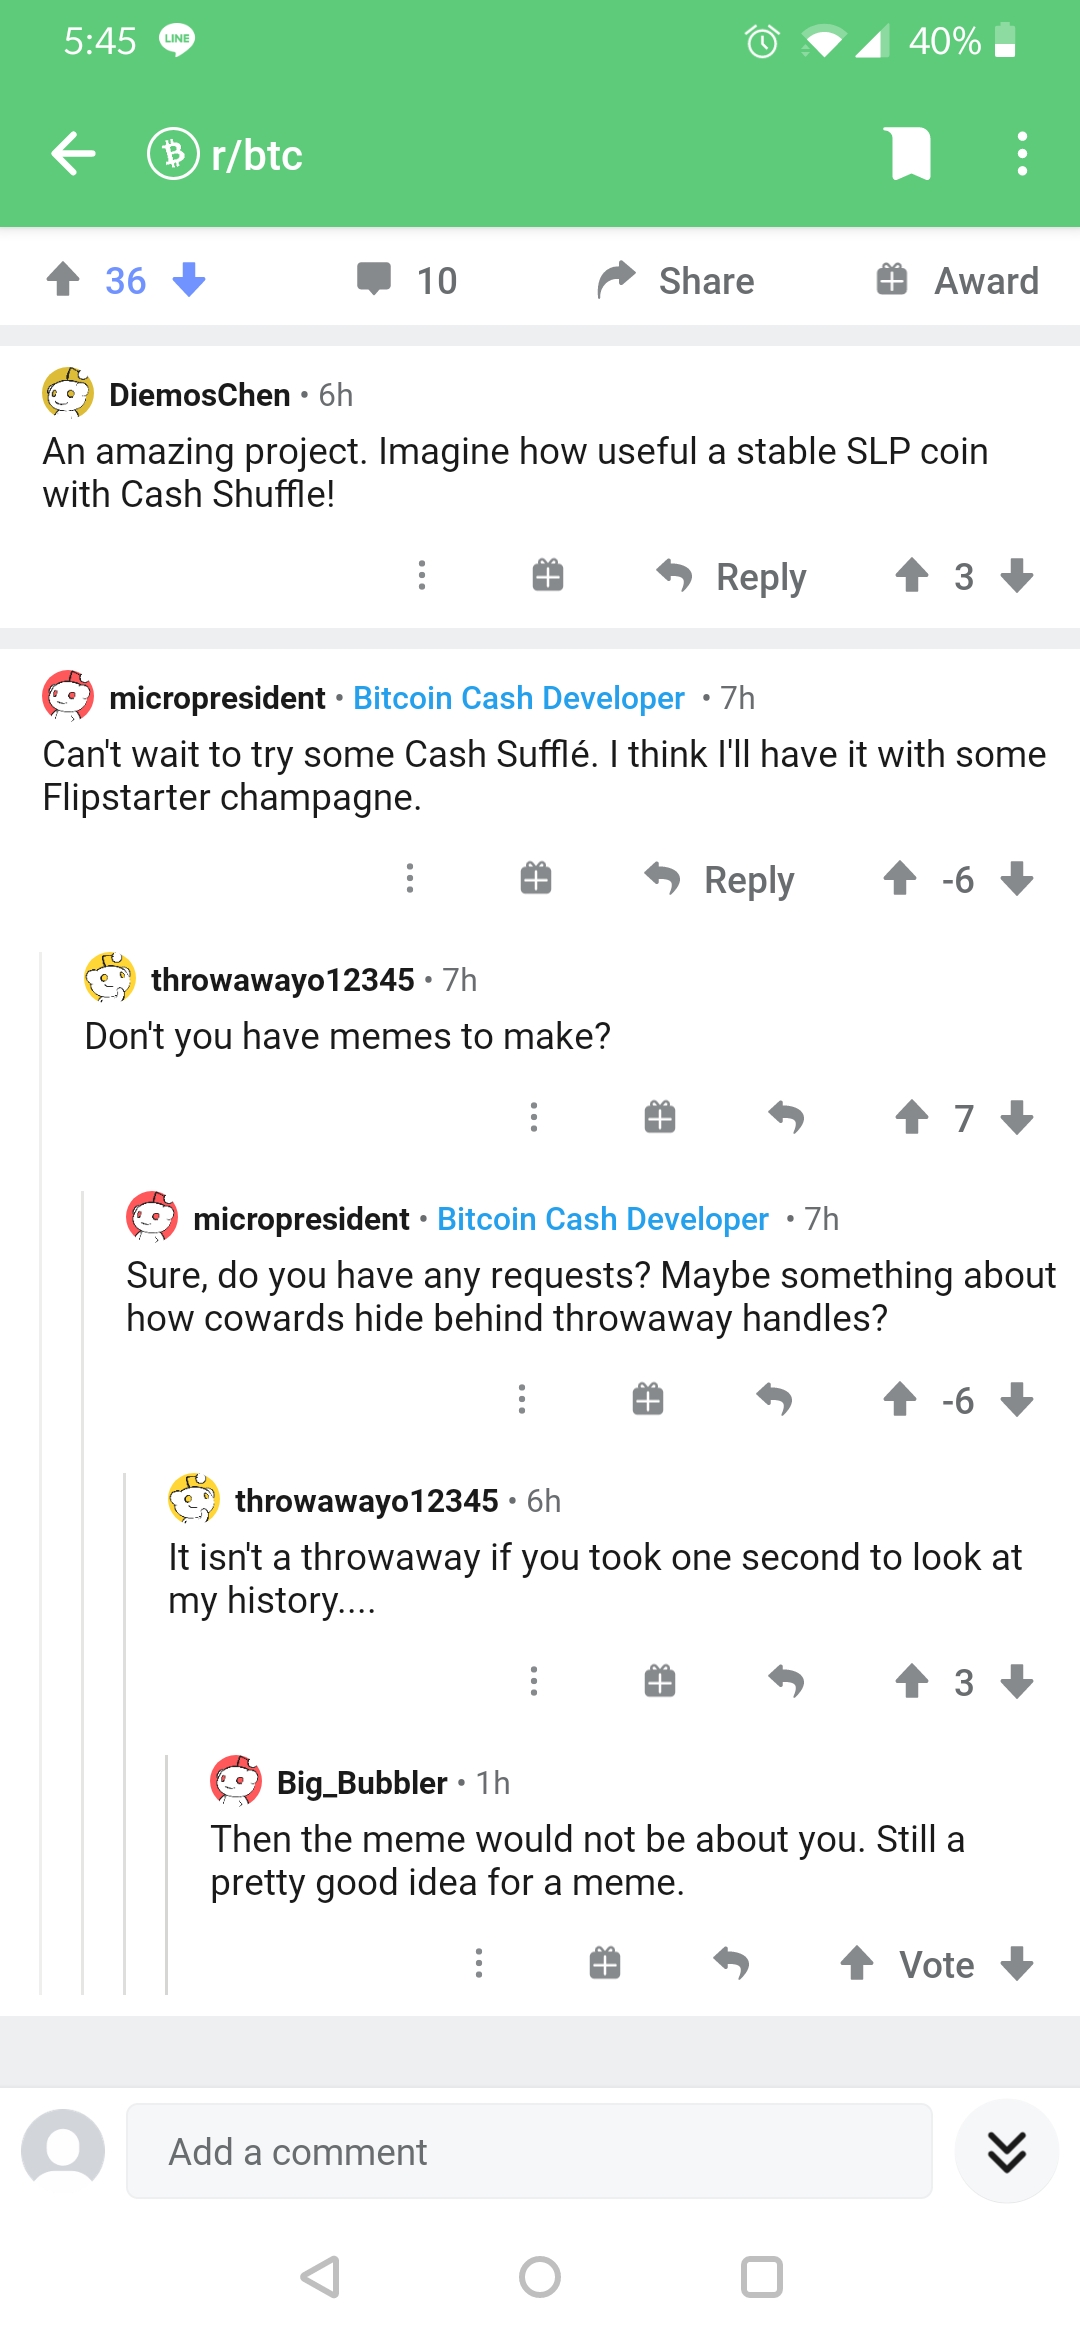 5:45 LINE 40%
r/btc
36 10 Share Award
DiemosChen • 6h
An amazing project. Imagine how useful a stable SLP coin
with Cash Shuffle!
Reply 3
micropresident • Bitcoin Cash Developer • 7h
Can't wait to try some Cash Sufflé. I think I'll have it with some
Flipstarter champagne.
Reply -6
throwawayo12345 • 7h
Don't you have memes to make?
7
micropresident • Bitcoin Cash Developer • 7h
Sure, do you have any requests? Maybe something about
how cowards hide behind throwaway handles?
-6
throwawayo12345 • 6h
It isn't a throwaway if you took one second to look at
my history....
3
Big_Bubbler • 1h
Then the meme would not be about you. Still a
pretty good idea for a meme.
Vote
Add a comment